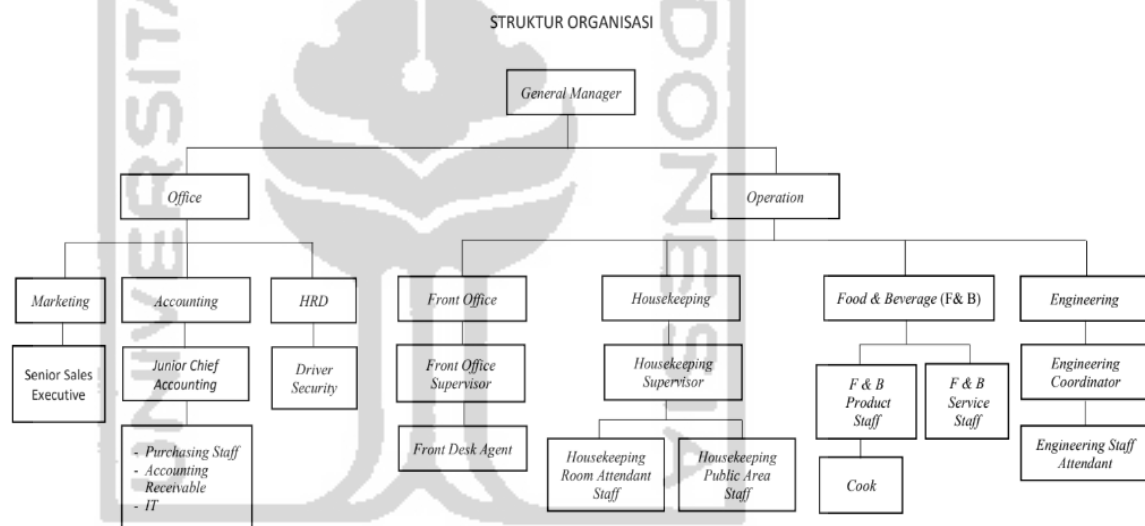 STRUKTUR ORGANISASI
General Manager
Office
Operation
Marketing
Accounting
HRD
Front Office
Housekeeping
Food & Beverage (F& B)
Engineering
Senior Sales
Executive
Junior Chief
Accounting
Driver
Security
Front Office
Supervisor
Housekeeping
Supervisor
F & B
Product
Staff
F & B
Service
Staff
Engineering
Coordinator
- Purchasing Staff
- Accounting
Receivable
- IT
Front Desk Agent
Housekeeping
Room Attendant
Staff
Housekeeping
Public Area
Staff
Cook
Engineering Staff
Attendant
UNIVERSITA
DONESIA